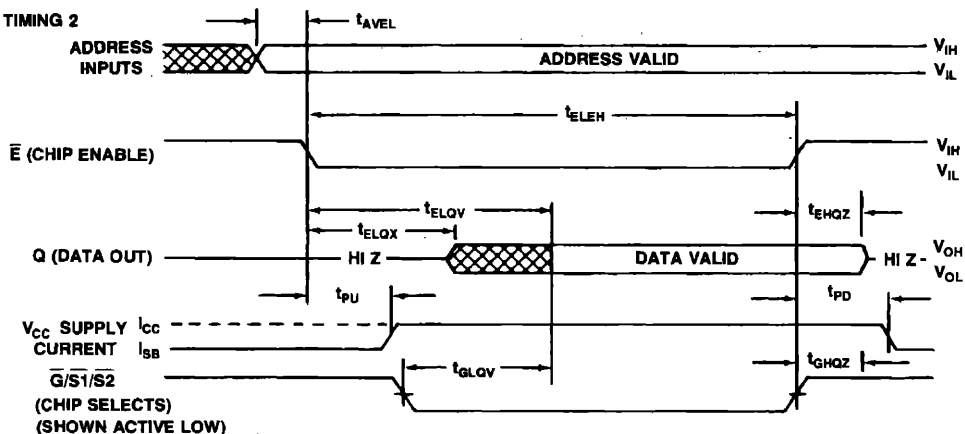 TIMING 2
tAVEL
ADDRESS
INPUTS
ADDRESS VALID
VIH
VIL
tELEH
E̅ (CHIP ENABLE)
VIH
VIL
tELQV
tEHQZ
tELQX
Q (DATA OUT)
HI Z
DATA VALID
HI Z
VOH
VOL
tPU
tPD
VCC SUPPLY ICC
CURRENT ISB
tGLQV
tGHQZ
G̅/S̅1̅/S̅2̅
(CHIP SELECTS)
(SHOWN ACTIVE LOW)